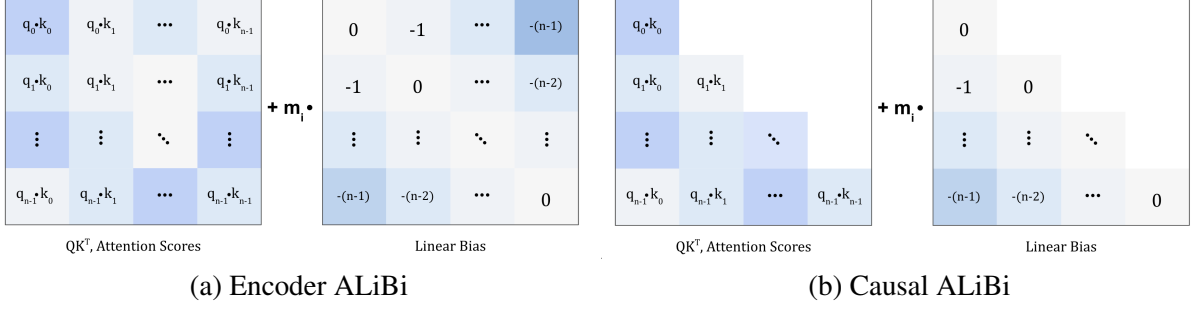 q0•k0 q0•k1 ••• q0•kn-1 0 -1 ••• -(n-1) q0•k0 0
q1•k0 q1•k1 ••• q1•kn-1 -1 0 ••• -(n-2) q1•k0 q1•k1 -1 0
+ mi• + mi•
⋮ ⋮ ⋱ ⋮ ⋮ ⋮ ⋱ ⋮ ⋮ ⋮ ⋱ ⋮ ⋮ ⋱
qn-1•k0 qn-1•k1 ••• qn-1•kn-1 -(n-1) -(n-2) ••• 0 qn-1•k0 qn-1•k1 ••• qn-1•kn-1 -(n-1) -(n-2) ••• 0
QKT, Attention Scores Linear Bias QKT, Attention Scores Linear Bias
(a) Encoder ALiBi (b) Causal ALiBi